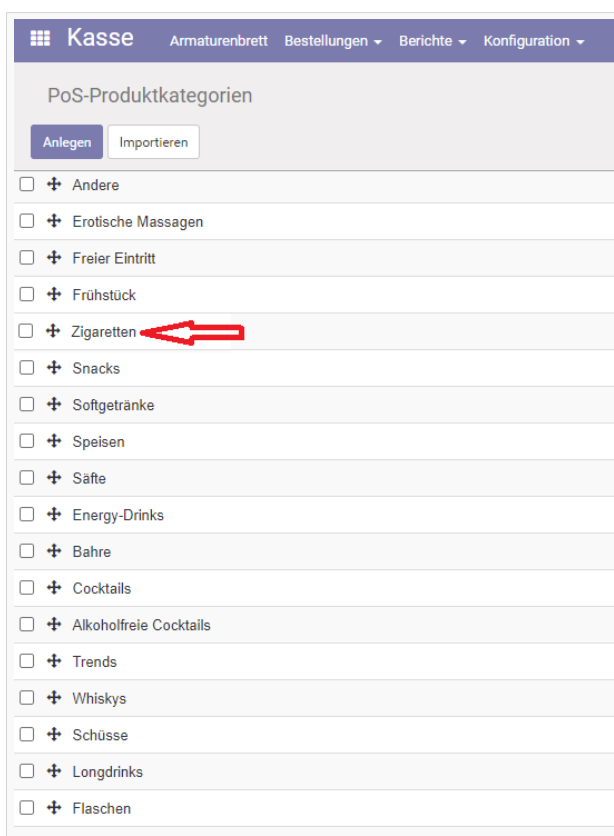 Kasse Armaturenbrett Bestellungen Berichte Konfiguration
PoS-Produktkategorien
Anlegen Importieren
Andere
Erotische Massagen
Freier Eintritt
Frühstück
Zigaretten
Snacks
Softgetränke
Speisen
Säfte
Energy-Drinks
Bahre
Cocktails
Alkoholfreie Cocktails
Trends
Whiskys
Schüsse
Longdrinks
Flaschen